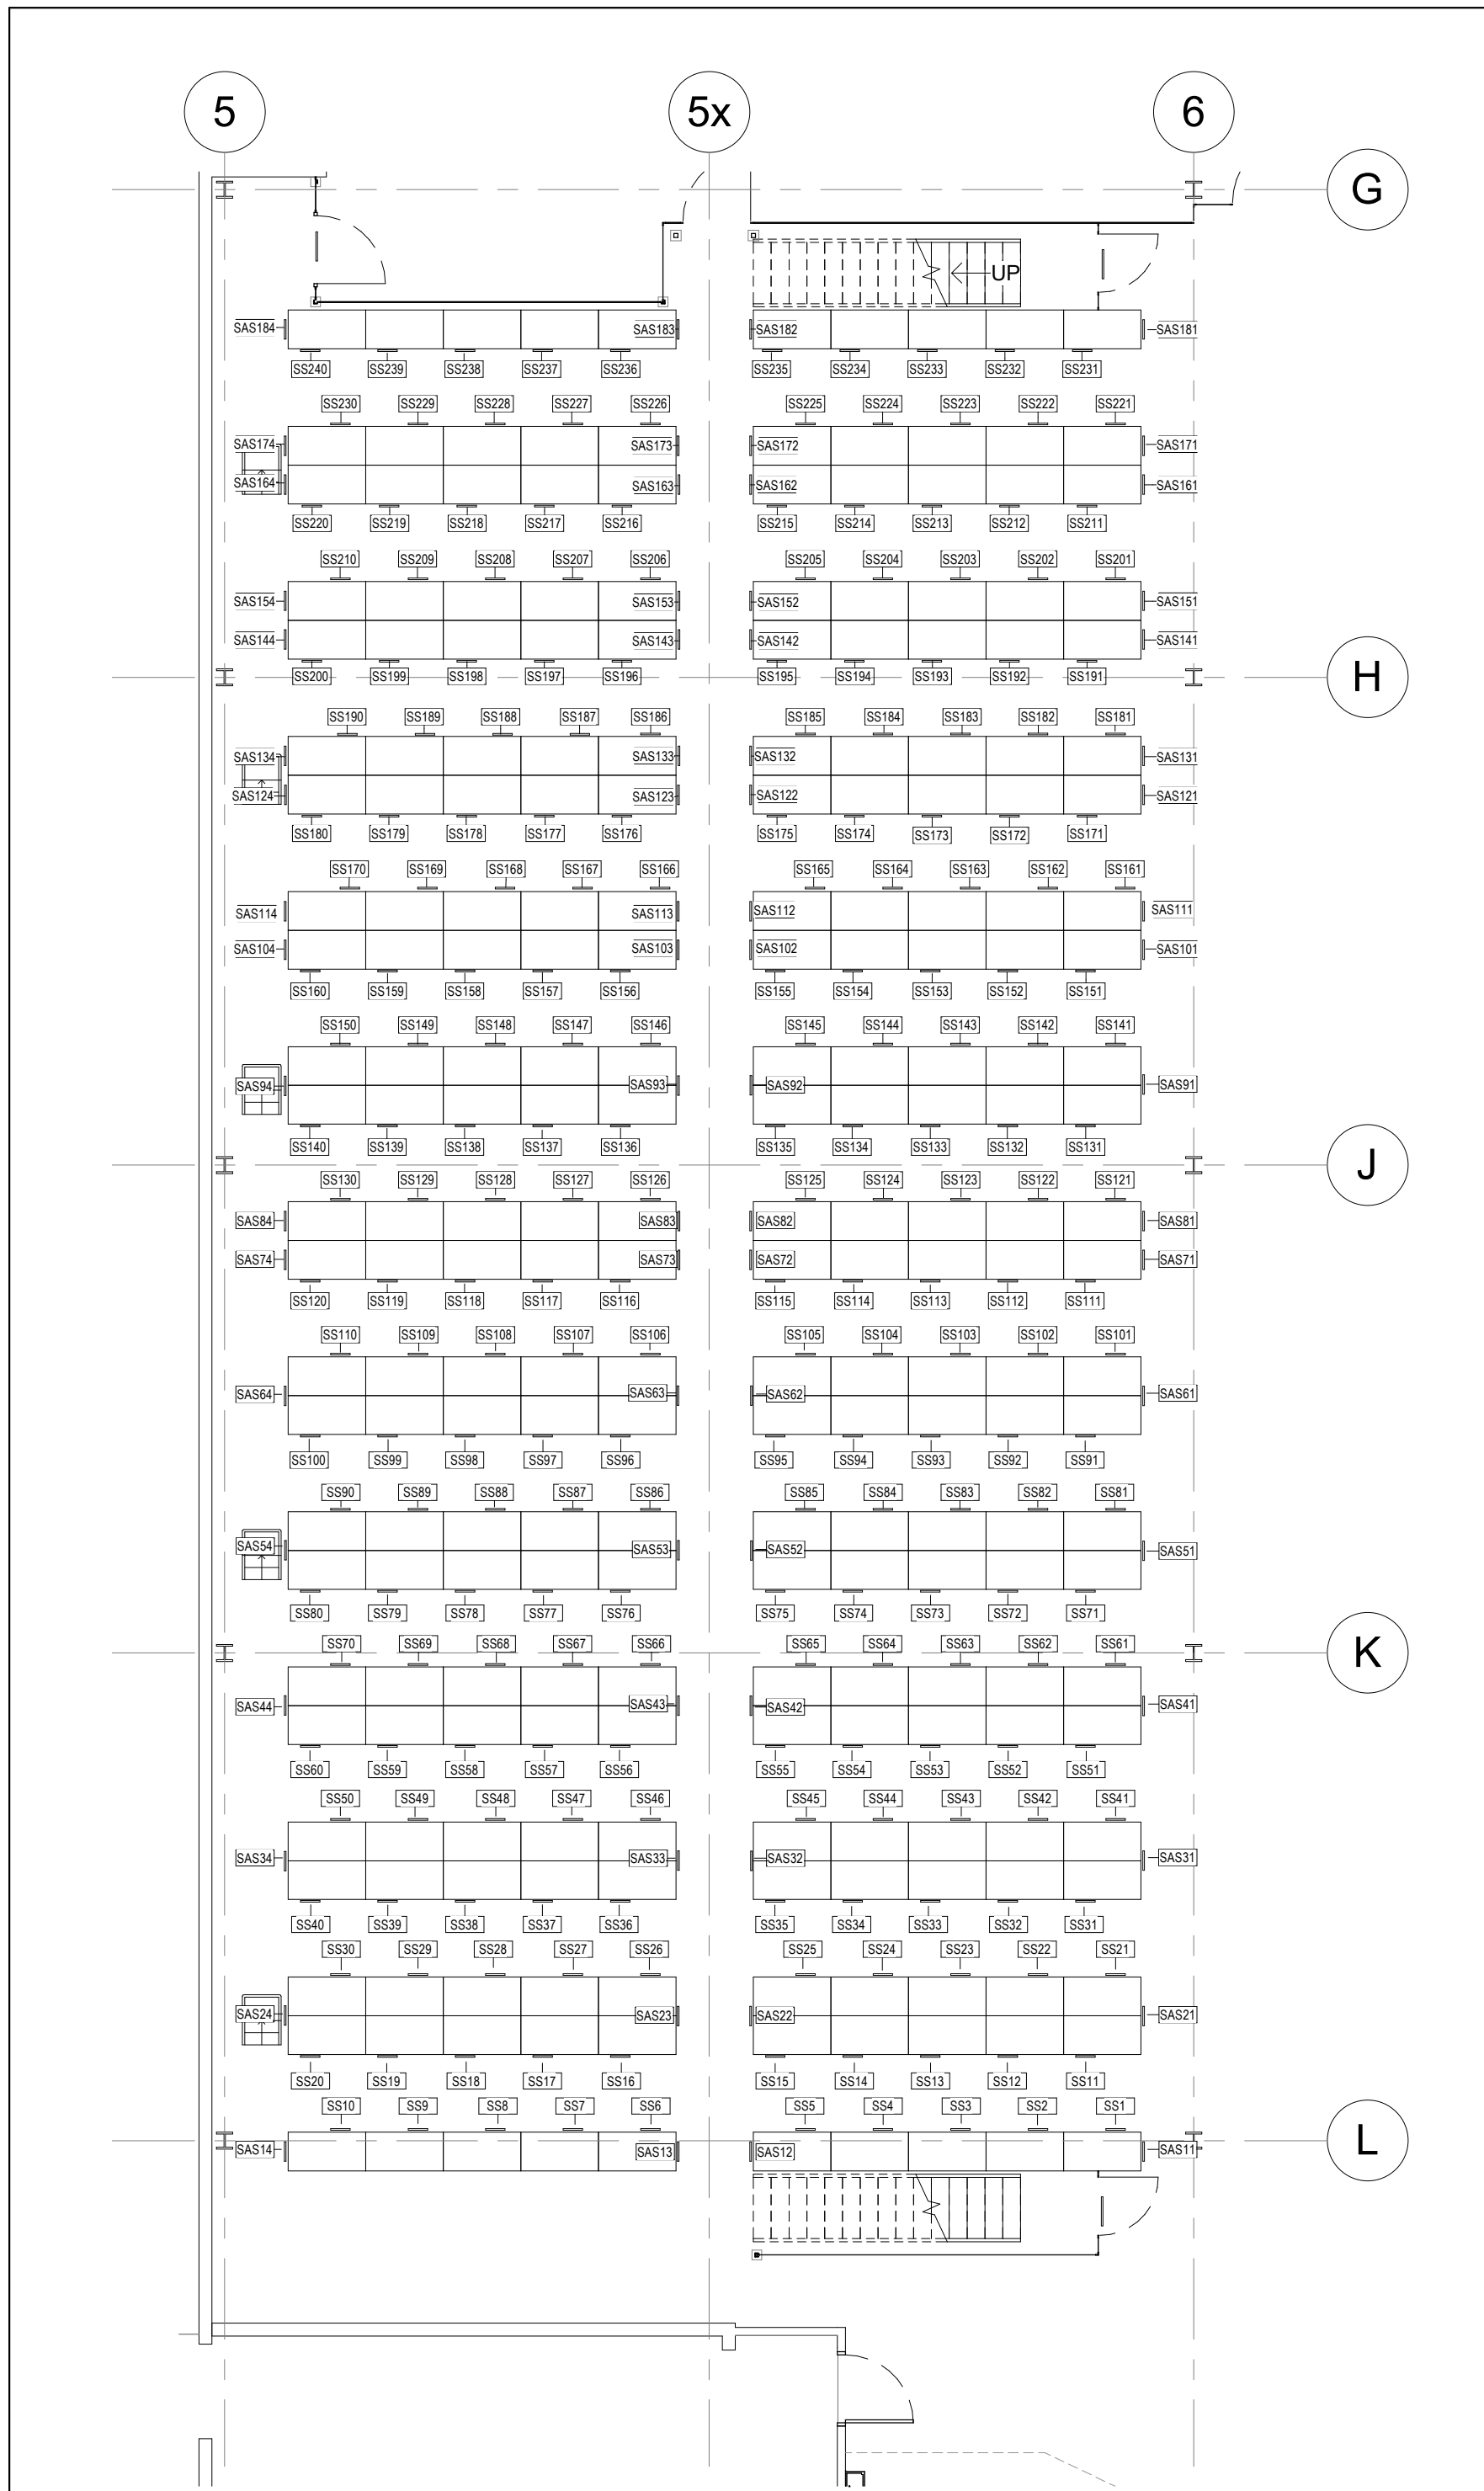 5 5x 6
G
UP
SAS184 SAS183 SAS182 SAS181
SS240 SS239 SS238 SS237 SS236 SS235 SS234 SS233 SS232 SS231
SS230 SS229 SS228 SS227 SS226 SS225 SS224 SS223 SS222 SS221
SAS174 SAS173 SAS172 SAS171
SAS164 SAS163 SAS162 SAS161
SS220 SS219 SS218 SS217 SS216 SS215 SS214 SS213 SS212 SS211
SS210 SS209 SS208 SS207 SS206 SS205 SS204 SS203 SS202 SS201
SAS154 SAS153 SAS152 SAS151
SAS144 SAS143 SAS142 SAS141
SS200 SS199 SS198 SS197 SS196 SS195 SS194 SS193 SS192 SS191 H
SS190 SS189 SS188 SS187 SS186 SS185 SS184 SS183 SS182 SS181
SAS134 SAS133 SAS132 SAS131
SAS124 SAS123 SAS122 SAS121
SS180 SS179 SS178 SS177 SS176 SS175 SS174 SS173 SS172 SS171
SS170 SS169 SS168 SS167 SS166 SS165 SS164 SS163 SS162 SS161
SAS114 SAS113 SAS112 SAS111
SAS104 SAS103 SAS102 SAS101
SS160 SS159 SS158 SS157 SS156 SS155 SS154 SS153 SS152 SS151
SS150 SS149 SS148 SS147 SS146 SS145 SS144 SS143 SS142 SS141
SAS94 SAS93 SAS92 SAS91
SS140 SS139 SS138 SS137 SS136 SS135 SS134 SS133 SS132 SS131
J
SS130 SS129 SS128 SS127 SS126 SS125 SS124 SS123 SS122 SS121
SAS84 SAS83 SAS82 SAS81
SAS74 SAS73 SAS72 SAS71
SS120 SS119 SS118 SS117 SS116 SS115 SS114 SS113 SS112 SS111
SS110 SS109 SS108 SS107 SS106 SS105 SS104 SS103 SS102 SS101
SAS64 SAS63 SAS62 SAS61
SS100 SS99 SS98 SS97 SS96 SS95 SS94 SS93 SS92 SS91
SS90 SS89 SS88 SS87 SS86 SS85 SS84 SS83 SS82 SS81
SAS54 SAS53 SAS52 SAS51
SS80 SS79 SS78 SS77 SS76 SS75 SS74 SS73 SS72 SS71
SS70 SS69 SS68 SS67 SS66 SS65 SS64 SS63 SS62 SS61 K
SAS44 SAS43 SAS42 SAS41
SS60 SS59 SS58 SS57 SS56 SS55 SS54 SS53 SS52 SS51
SS50 SS49 SS48 SS47 SS46 SS45 SS44 SS43 SS42 SS41
SAS34 SAS33 SAS32 SAS31
SS40 SS39 SS38 SS37 SS36 SS35 SS34 SS33 SS32 SS31
SS30 SS29 SS28 SS27 SS26 SS25 SS24 SS23 SS22 SS21
SAS24 SAS23 SAS22 SAS21
SS20 SS19 SS18 SS17 SS16 SS15 SS14 SS13 SS12 SS11
SS10 SS9 SS8 SS7 SS6 SS5 SS4 SS3 SS2 SS1
SAS14 SAS13 SAS12 SAS11 L